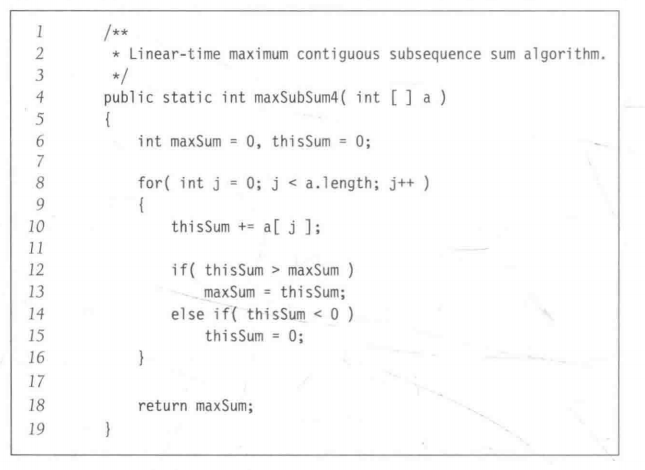 1 /**
2 * Linear-time maximum contiguous subsequence sum algorithm.
3 */
4 public static int maxSubSum4( int [ ] a )
5 {
6 int maxSum = 0, thisSum = 0;
7
8 for( int j = 0; j < a.length; j++ )
9 {
10 thisSum += a[ j ];
11
12 if( thisSum > maxSum )
13 maxSum = thisSum;
14 else if( thisSum < 0 )
15 thisSum = 0;
16 }
17
18 return maxSum;
19 }